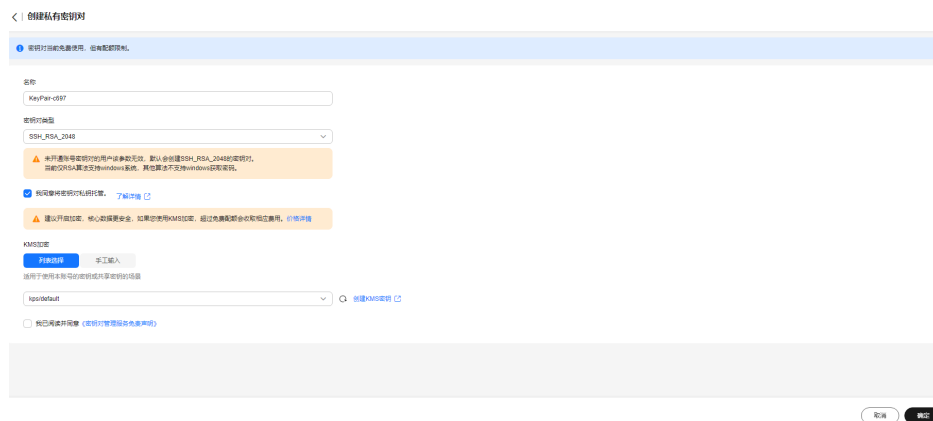 创建私有密钥对
密钥对当前免费使用，但有配额限制。
名称
KeyPair-c697
密钥对类型
SSH_RSA_2048
未开通账号密钥对的用户该参数无效，默认会创建SSH_RSA_2048的密钥对。
当前仅RSA算法支持windows系统，其他算法不支持windows获取密码。
我同意将密钥对私钥托管。 了解详情
建议开启加密，核心数据更安全，如果您使用KMS加密，超过免费配额会收取相应费用。价格详情
KMS加密
列表选择 手工输入
适用于使用本账号的密钥或共享密钥的场景
kps/default 创建KMS密钥
我已阅读并同意《密钥对管理服务免责声明》
取消 确定